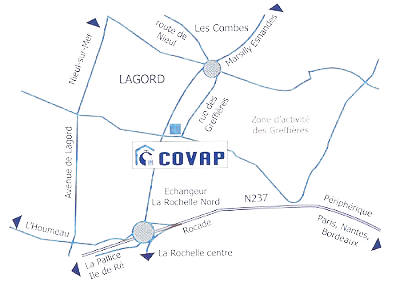 Les Combes
route de
Nieul
Marsilly Esnandes
Nieul-sur-Mer
LAGORD
rue des
Greffières
Zone d'activité
des Greffières
COVAP
Avenue de Lagord
Echangeur
La Rochelle Nord
N237
Périphérique
L'Houmeau
Rocade
Paris, Nantes,
Bordeaux
La Pallice
Ile de Ré
La Rochelle centre